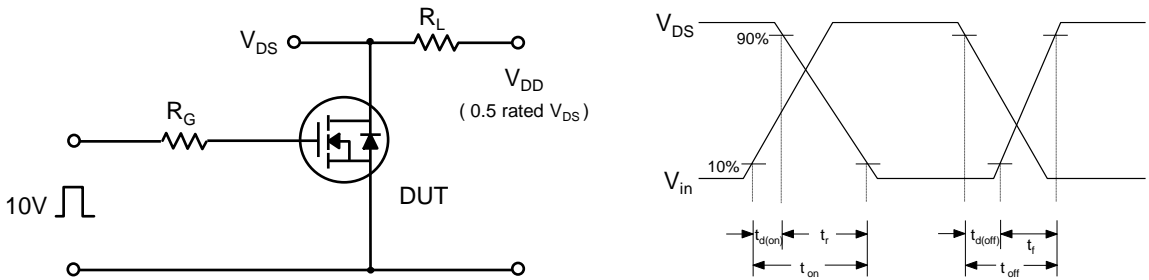 V_DS
R_L
V_DD
( 0.5 rated V_DS )
R_G
10V
DUT
V_DS
90%
10%
V_in
t_d(on)
t_r
t_on
t_d(off)
t_f
t_off